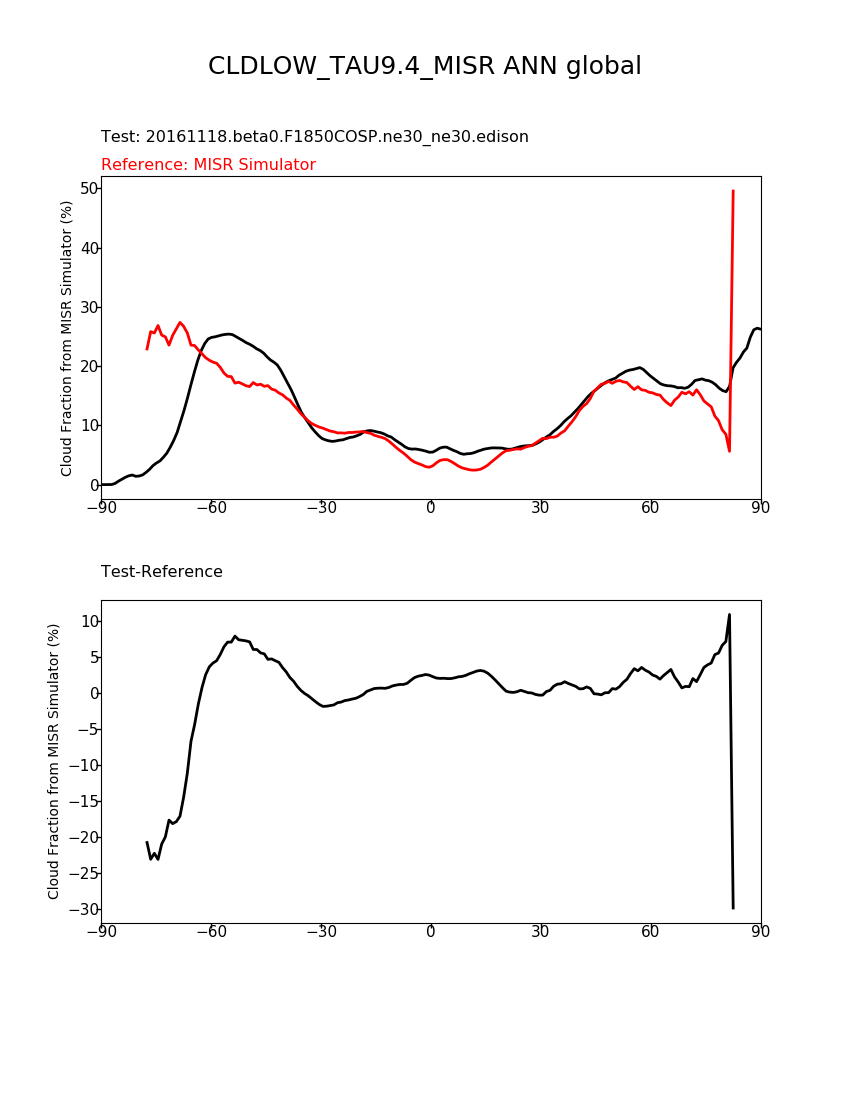 CLDLOW_TAU9.4_MISR ANN global
Test: 20161118.beta0.F1850COSP.ne30_ne30.edison
Reference: MISR Simulator
Cloud Fraction from MISR Simulator (%)
50
40
30
20
10
0
−90 −60 −30 0 30 60 90
Test-Reference
Cloud Fraction from MISR Simulator (%)
10
5
0
−5
−10
−15
−20
−25
−30
−90 −60 −30 0 30 60 90